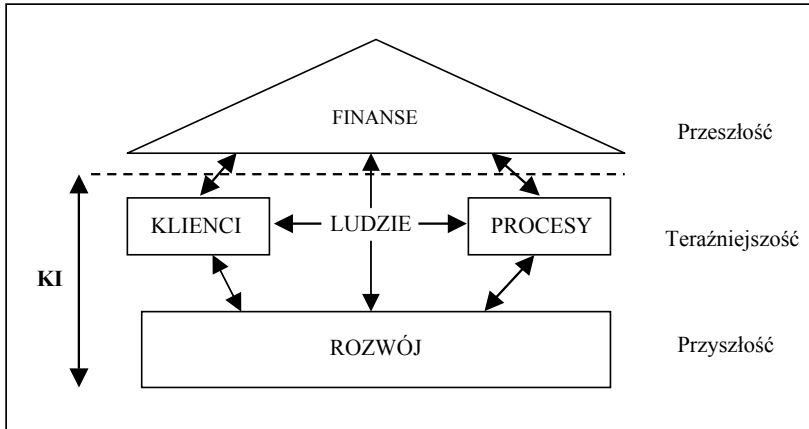 FINANSE
Przeszłość
KLIENCI
LUDZIE
PROCESY
Teraźniejszość
KI
ROZWÓJ
Przyszłość